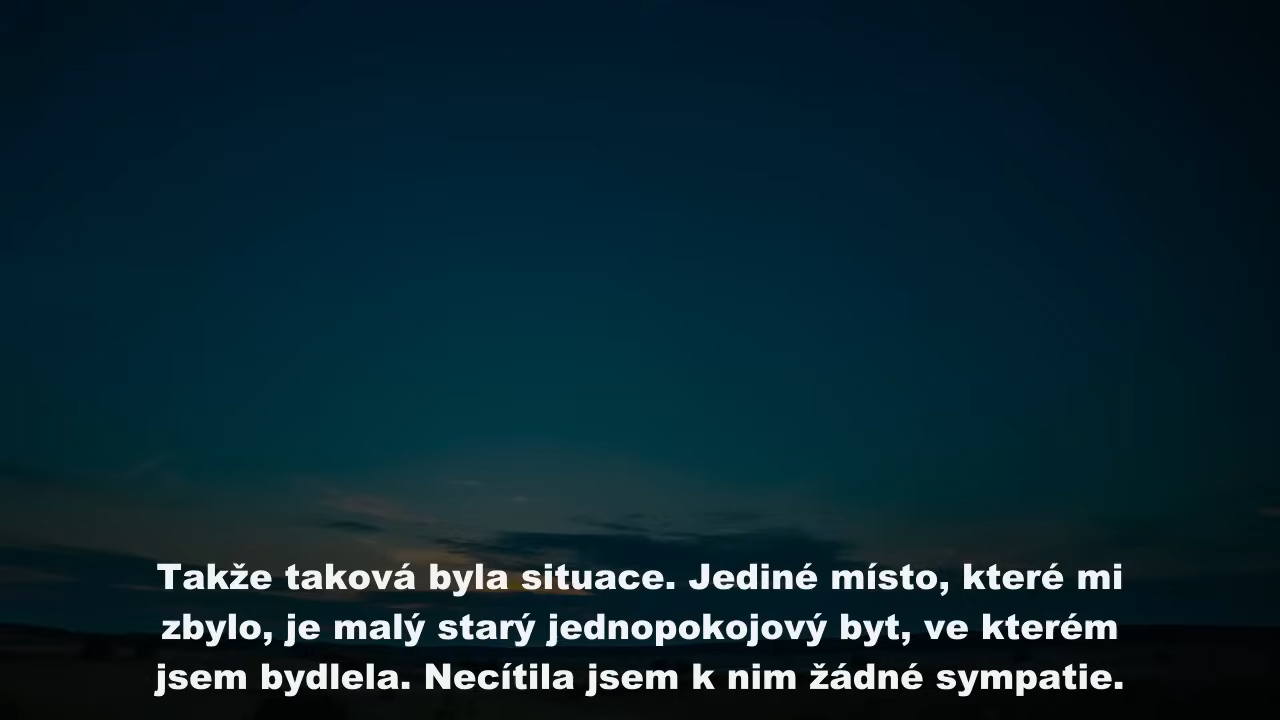 Takže taková byla situace. Jediné místo, které mi
zbylo, je malý starý jednopokojový byt, ve kterém
jsem bydlela. Necítila jsem k nim žádné sympatie.